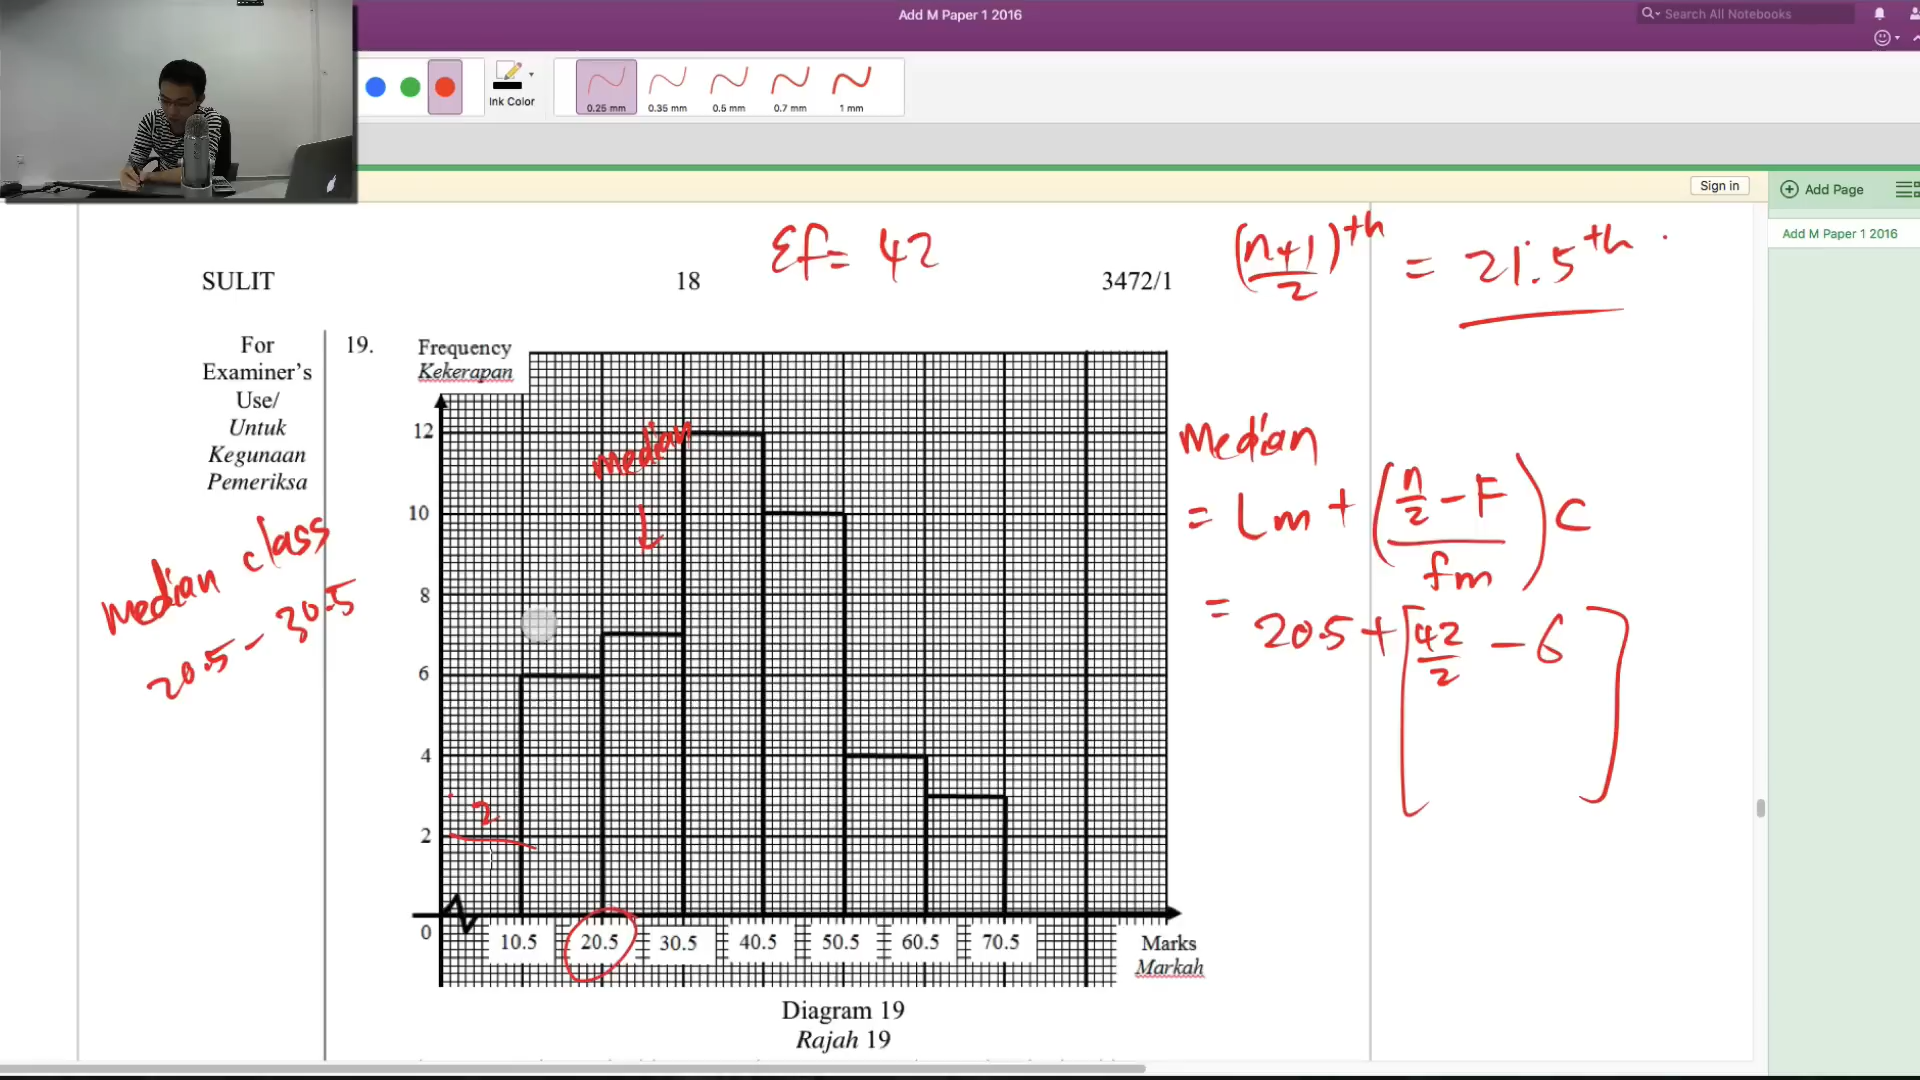 Add M Paper 1 2016
Search All Notebooks
Ink Color
0.25 mm
0.35 mm
0.5 mm
0.7 mm
1 mm
Sign in
Add Page
Add M Paper 1 2016
Σf= 42
(n+1/2)th = 21.5th
SULIT
18
3472/1
For
Examiner's
Use/
Untuk
Kegunaan
Pemeriksa
19.
Frequency
Kekerapan
12
10
8
6
4
2
0
median
2
median class
20.5 - 30.5
10.5
20.5
30.5
40.5
50.5
60.5
70.5
Marks
Markah
Diagram 19
Rajah 19
Median
= Lm + (n/2 - F / fm) C
= 20.5 + [42/2 - 6]